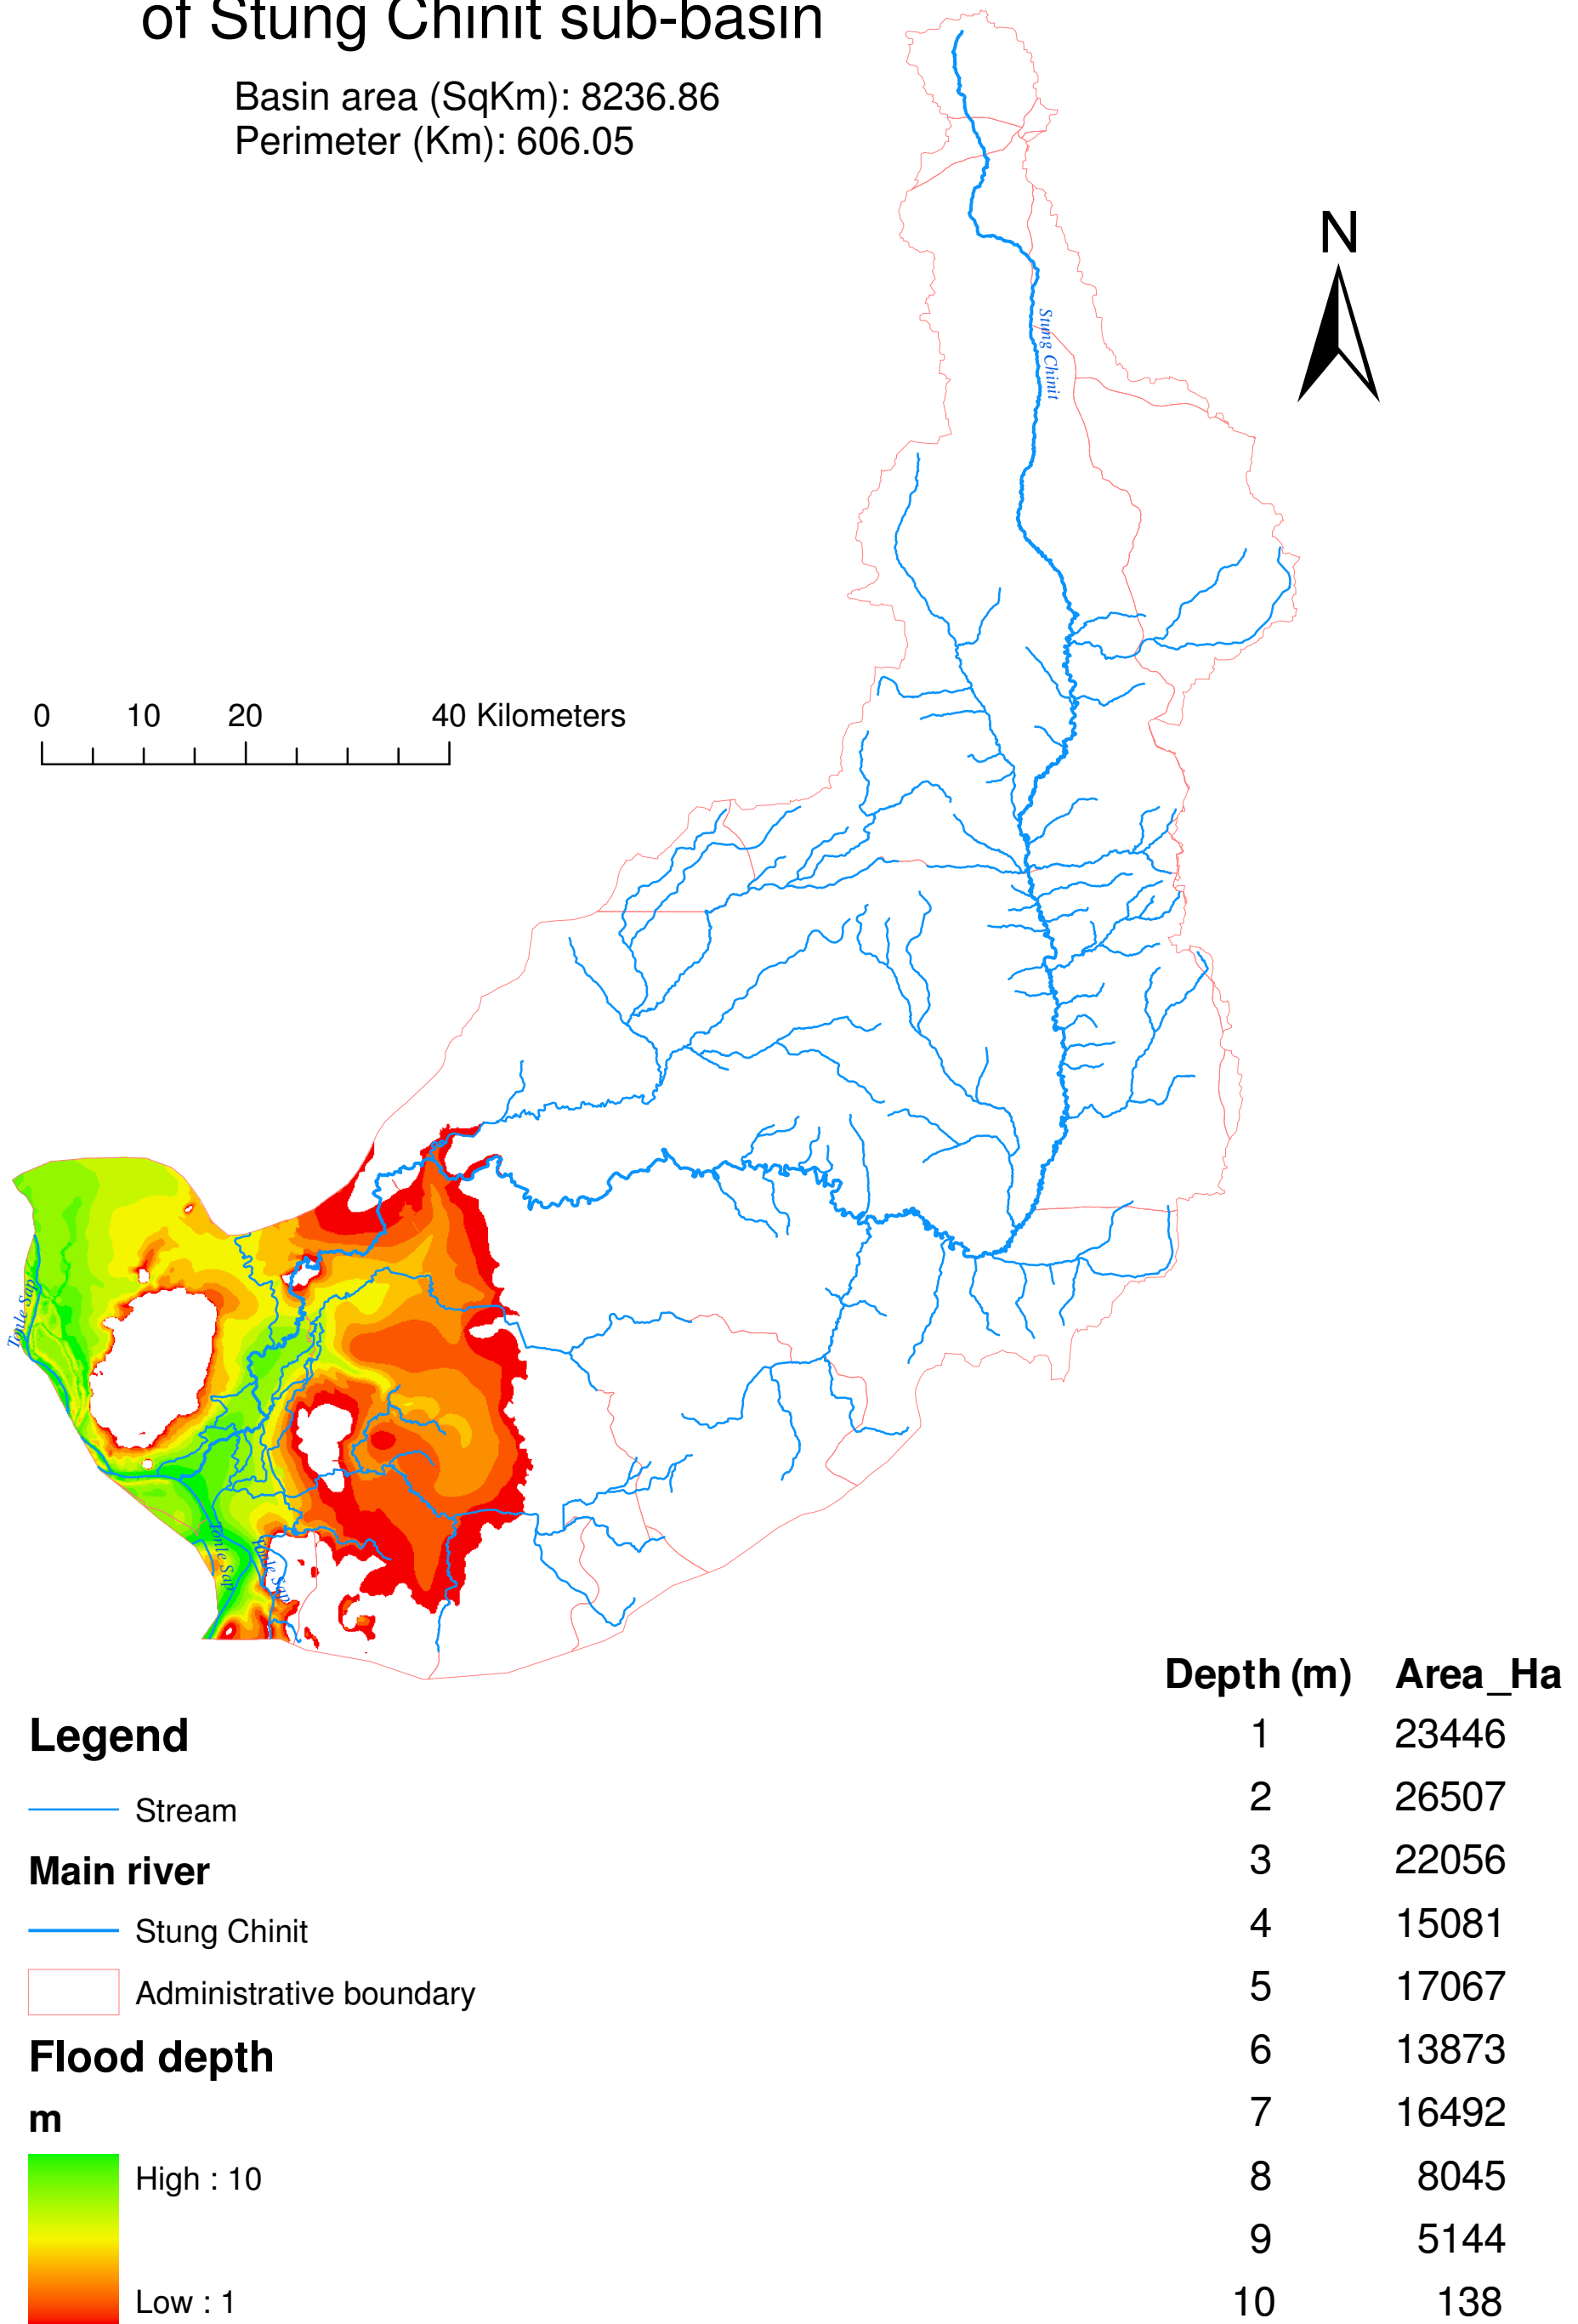 of Stung Chinit sub-basin
Basin area (SqKm): 8236.86
Perimeter (Km): 606.05
N
Stung Chinit
0 10 20 40 Kilometers
Tonle Sap
Tonle Sap
Tonle Sap
Legend
Stream
Main river
Stung Chinit
Administrative boundary
Flood depth
m
High : 10
Low : 1
Depth (m) Area_Ha
1 23446
2 26507
3 22056
4 15081
5 17067
6 13873
7 16492
8 8045
9 5144
10 138